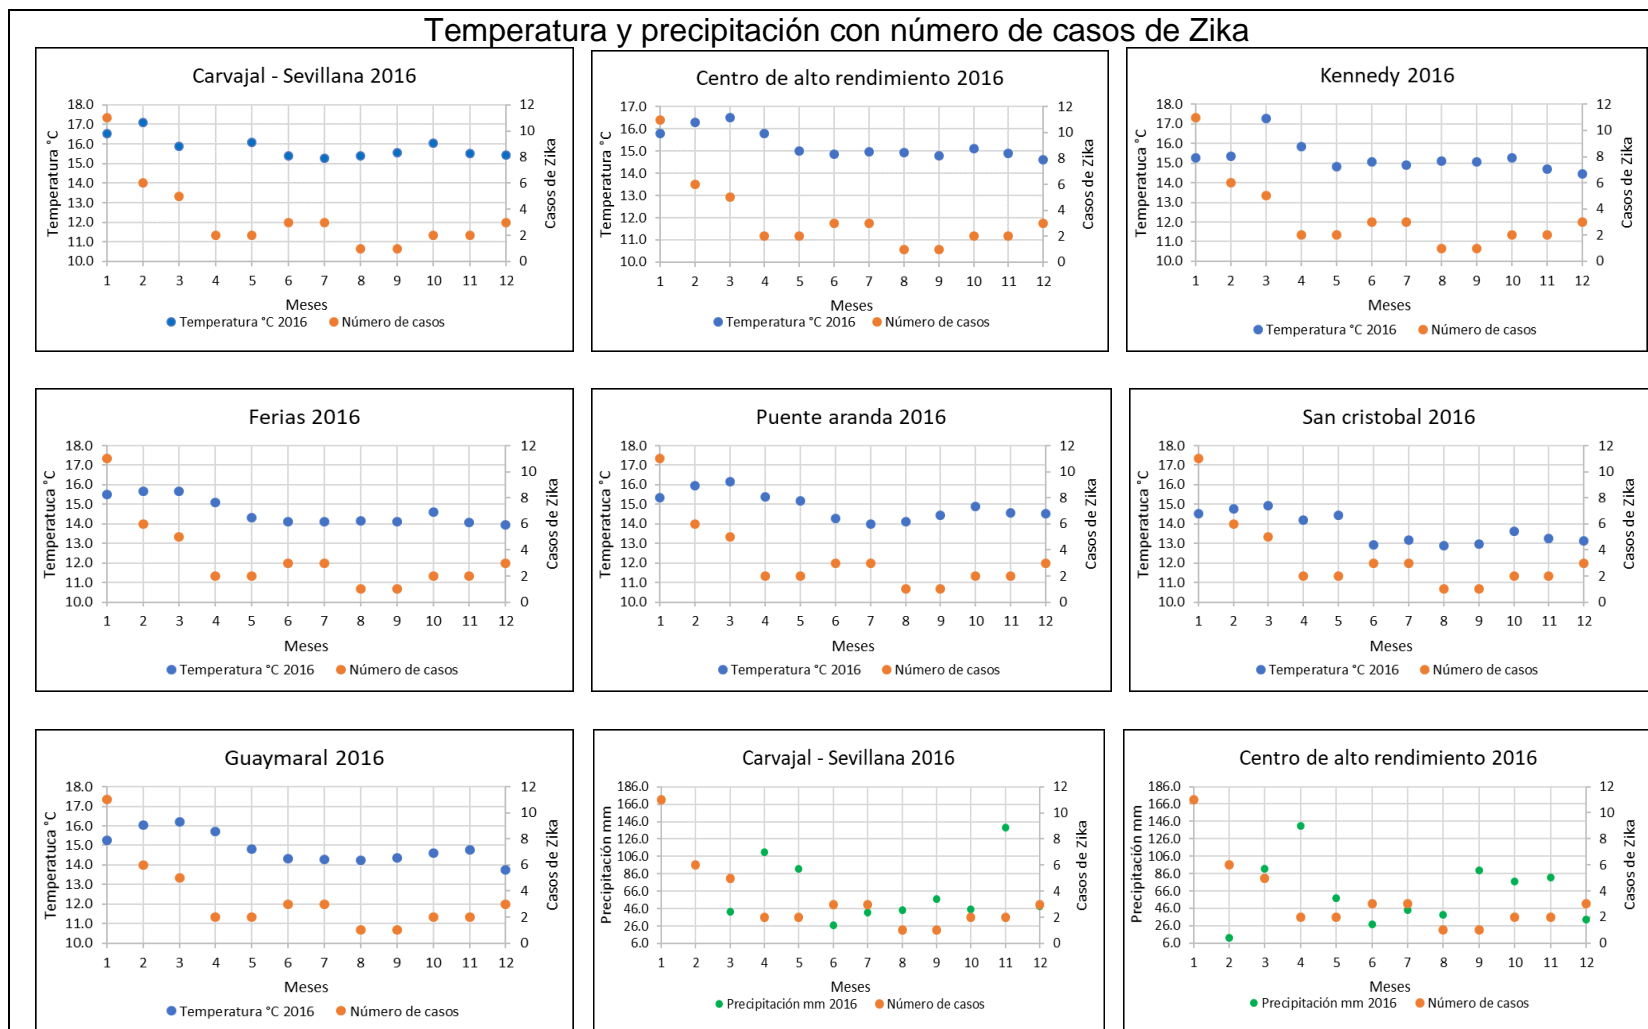 Temperatura y precipitación con número de casos de Zika
Carvajal - Sevillana 2016
Temperatuca °C
18.0
17.0
16.0
15.0
14.0
13.0
12.0
11.0
10.0
12
10
8
6
4
2
0
Casos de Zika
1 2 3 4 5 6 7 8 9 10 11 12
Meses
Temperatura °C 2016 Número de casos
Centro de alto rendimiento 2016
Temperatuca °C
17.0
16.0
15.0
14.0
13.0
12.0
11.0
10.0
12
10
8
6
4
2
0
Casos de Zika
1 2 3 4 5 6 7 8 9 10 11 12
Meses
Temperatura °C 2016 Número de casos
Kennedy 2016
Temperatuca °C
18.0
17.0
16.0
15.0
14.0
13.0
12.0
11.0
10.0
12
10
8
6
4
2
0
Casos de Zika
1 2 3 4 5 6 7 8 9 10 11 12
Meses
Temperatura °C 2016 Número de casos
Ferias 2016
Temperatuca °C
18.0
17.0
16.0
15.0
14.0
13.0
12.0
11.0
10.0
12
10
8
6
4
2
0
Casos de Zika
1 2 3 4 5 6 7 8 9 10 11 12
Meses
Temperatura °C 2016 Número de casos
Puente aranda 2016
Temperatuca °C
18.0
17.0
16.0
15.0
14.0
13.0
12.0
11.0
10.0
12
10
8
6
4
2
0
Casos de Zika
1 2 3 4 5 6 7 8 9 10 11 12
Meses
Temperatura °C 2016 Número de casos
San cristobal 2016
Temperatuca °C
18.0
17.0
16.0
15.0
14.0
13.0
12.0
11.0
10.0
12
10
8
6
4
2
0
Casos de Zika
1 2 3 4 5 6 7 8 9 10 11 12
Meses
Temperatura °C 2016 Número de casos
Guaymaral 2016
Temperatuca °C
18.0
17.0
16.0
15.0
14.0
13.0
12.0
11.0
10.0
12
10
8
6
4
2
0
Casos de Zika
1 2 3 4 5 6 7 8 9 10 11 12
Meses
Temperatura °C 2016 Número de casos
Carvajal - Sevillana 2016
Precipitación mm
186.0
166.0
146.0
126.0
106.0
86.0
66.0
46.0
26.0
6.0
12
10
8
6
4
2
0
Casos de Zika
1 2 3 4 5 6 7 8 9 10 11 12
Meses
Precipitación mm 2016 Número de casos
Centro de alto rendimiento 2016
Precipitación mm
186.0
166.0
146.0
126.0
106.0
86.0
66.0
46.0
26.0
6.0
12
10
8
6
4
2
0
Casos de Zika
1 2 3 4 5 6 7 8 9 10 11 12
Meses
Precipitación mm 2016 Número de casos